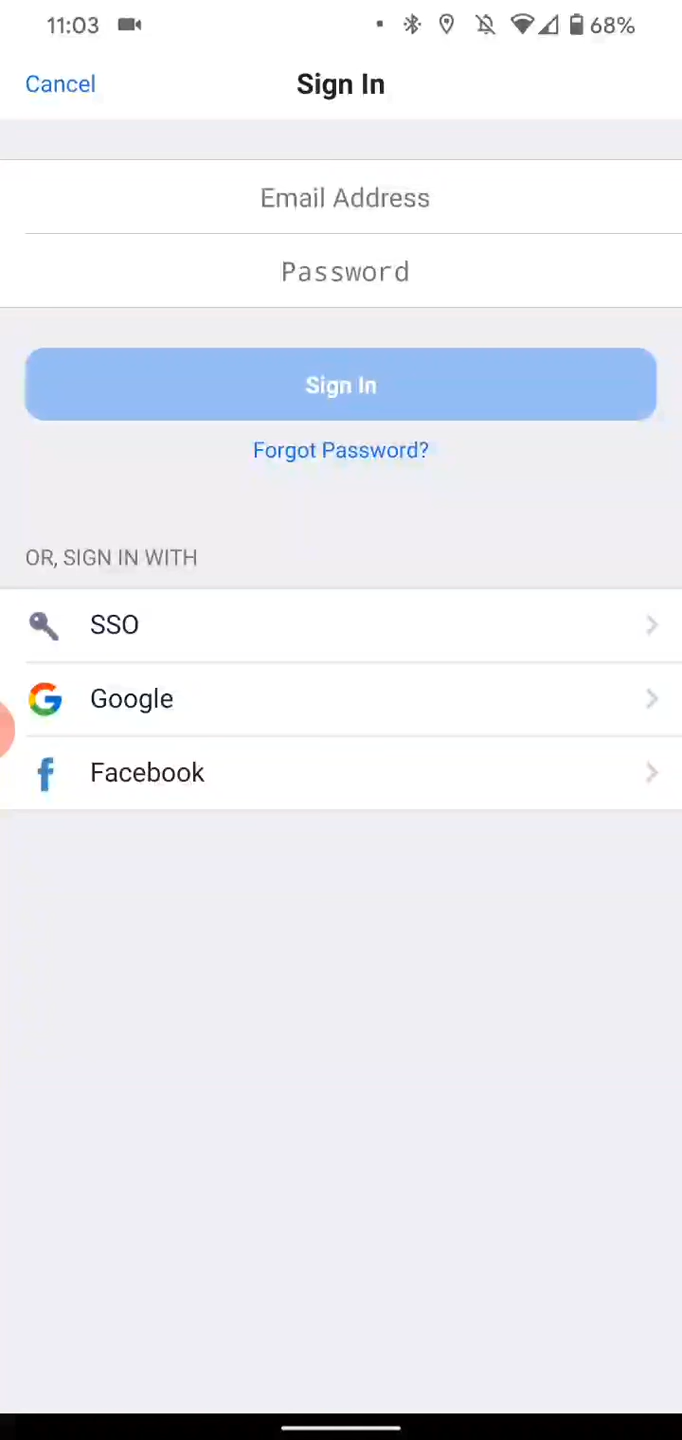 11:03
68%
Cancel
Sign In
Email Address
Password
Sign In
Forgot Password?
OR, SIGN IN WITH
SSO
Google
Facebook